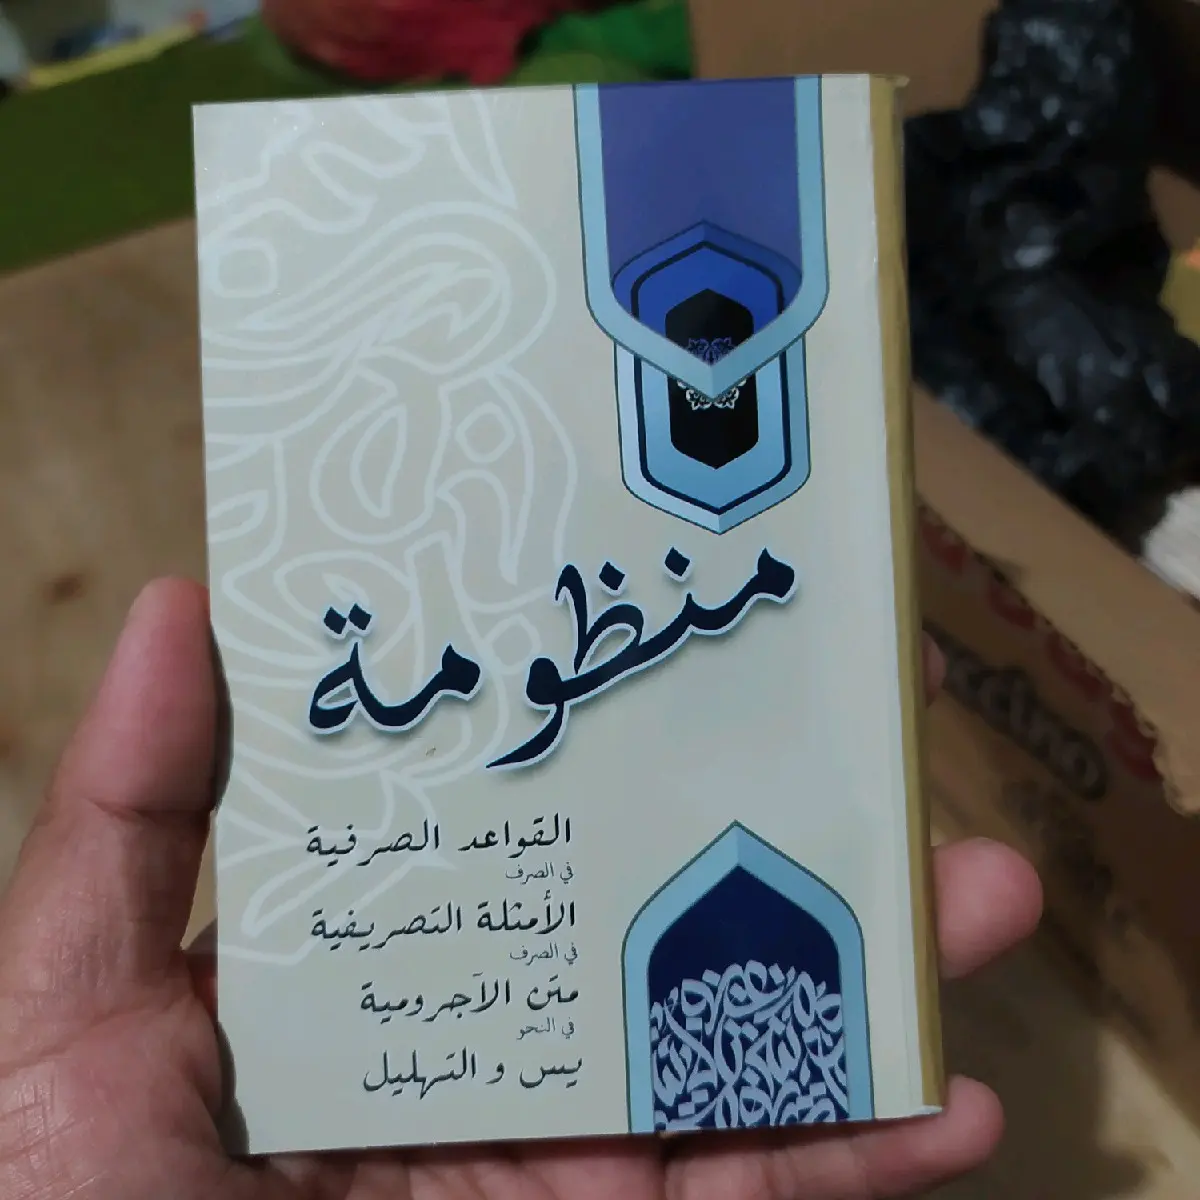 منظومة
القواعد الصرفية
في الصرف
الأمثلة التصريفية
في الصرف
متن الآجرومية
في النحو
يس و التهليل